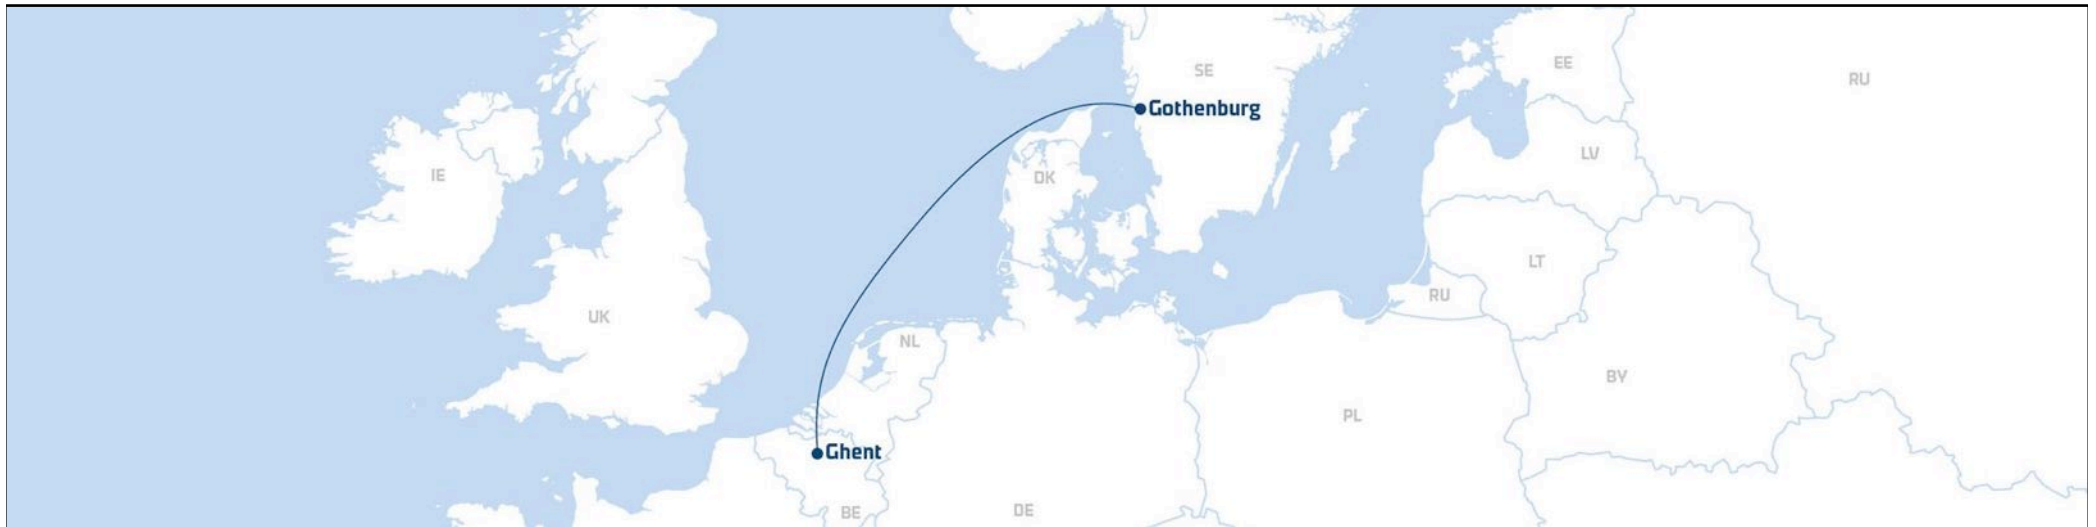 SE
EE
RU
Gothenburg
LV
IE
DK
LT
RU
UK
NL
BY
PL
Ghent
BE
DE